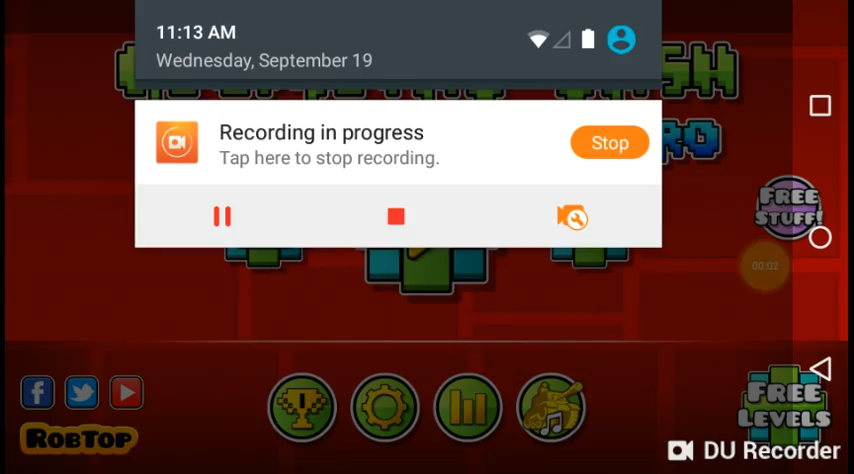 11:13 AM
Wednesday, September 19
Recording in progress
Tap here to stop recording.
Stop
FREE
STUFF!
00:02
ROBTOP
FREE
LEVELS
DU Recorder